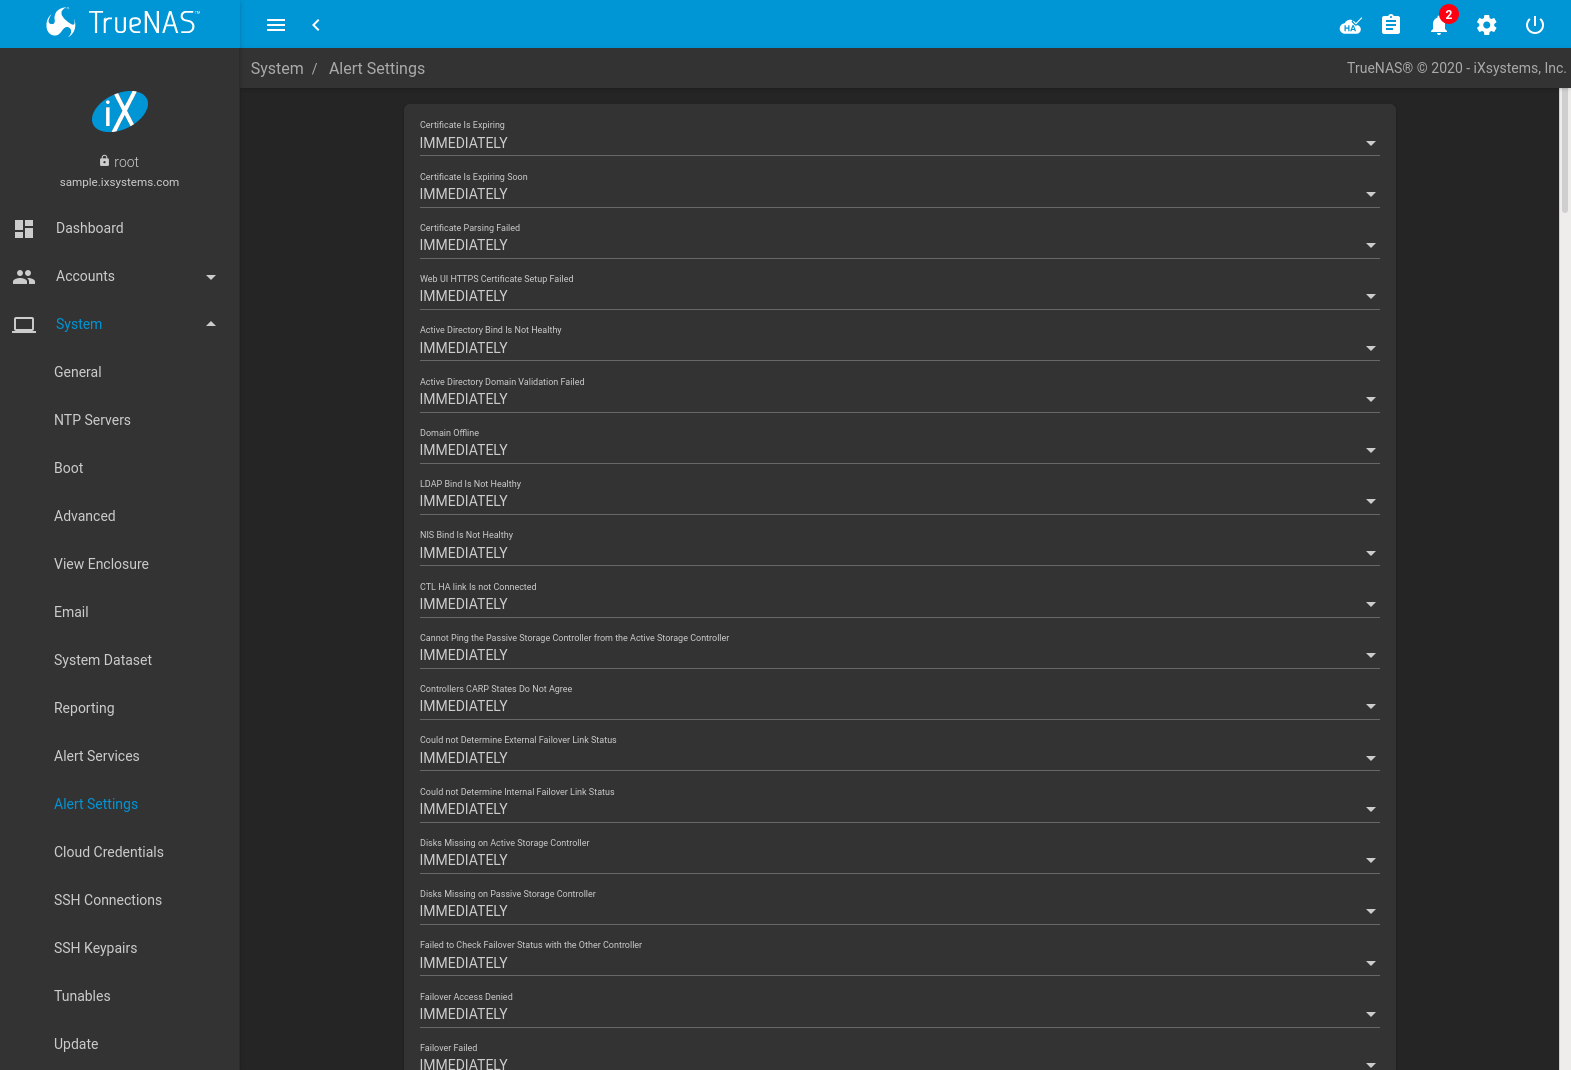 TrueNAS™
HA
2
System / Alert Settings
TrueNAS® © 2020 - iXsystems, Inc.
iX
root
sample.ixsystems.com
Dashboard
Accounts
System
General
NTP Servers
Boot
Advanced
View Enclosure
Email
System Dataset
Reporting
Alert Services
Alert Settings
Cloud Credentials
SSH Connections
SSH Keypairs
Tunables
Update
Certificate Is Expiring
IMMEDIATELY
Certificate Is Expiring Soon
IMMEDIATELY
Certificate Parsing Failed
IMMEDIATELY
Web UI HTTPS Certificate Setup Failed
IMMEDIATELY
Active Directory Bind Is Not Healthy
IMMEDIATELY
Active Directory Domain Validation Failed
IMMEDIATELY
Domain Offline
IMMEDIATELY
LDAP Bind Is Not Healthy
IMMEDIATELY
NIS Bind Is Not Healthy
IMMEDIATELY
CTL HA link Is not Connected
IMMEDIATELY
Cannot Ping the Passive Storage Controller from the Active Storage Controller
IMMEDIATELY
Controllers CARP States Do Not Agree
IMMEDIATELY
Could not Determine External Failover Link Status
IMMEDIATELY
Could not Determine Internal Failover Link Status
IMMEDIATELY
Disks Missing on Active Storage Controller
IMMEDIATELY
Disks Missing on Passive Storage Controller
IMMEDIATELY
Failed to Check Failover Status with the Other Controller
IMMEDIATELY
Failover Access Denied
IMMEDIATELY
Failover Failed
IMMEDIATELY